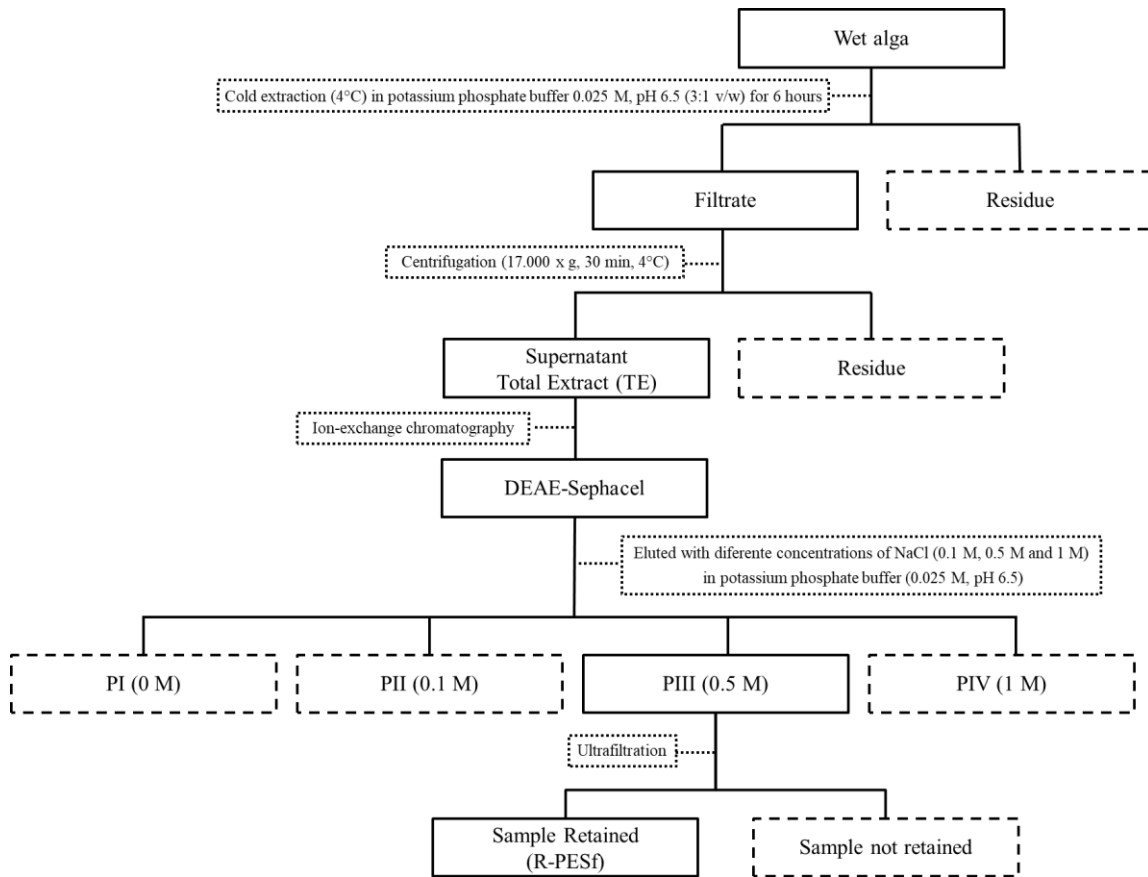 Wet alga
Cold extraction (4°C) in potassium phosphate buffer 0.025 M, pH 6.5 (3:1 v/w) for 6 hours
Filtrate
Residue
Centrifugation (17.000 x g, 30 min, 4°C)
Supernatant
Total Extract (TE)
Residue
Ion-exchange chromatography
DEAE-Sephacel
Eluted with diferente concentrations of NaCl (0.1 M, 0.5 M and 1 M)
in potassium phosphate buffer (0.025 M, pH 6.5)
PI (0 M)
PII (0.1 M)
PIII (0.5 M)
PIV (1 M)
Ultrafiltration
Sample Retained
(R-PESf)
Sample not retained